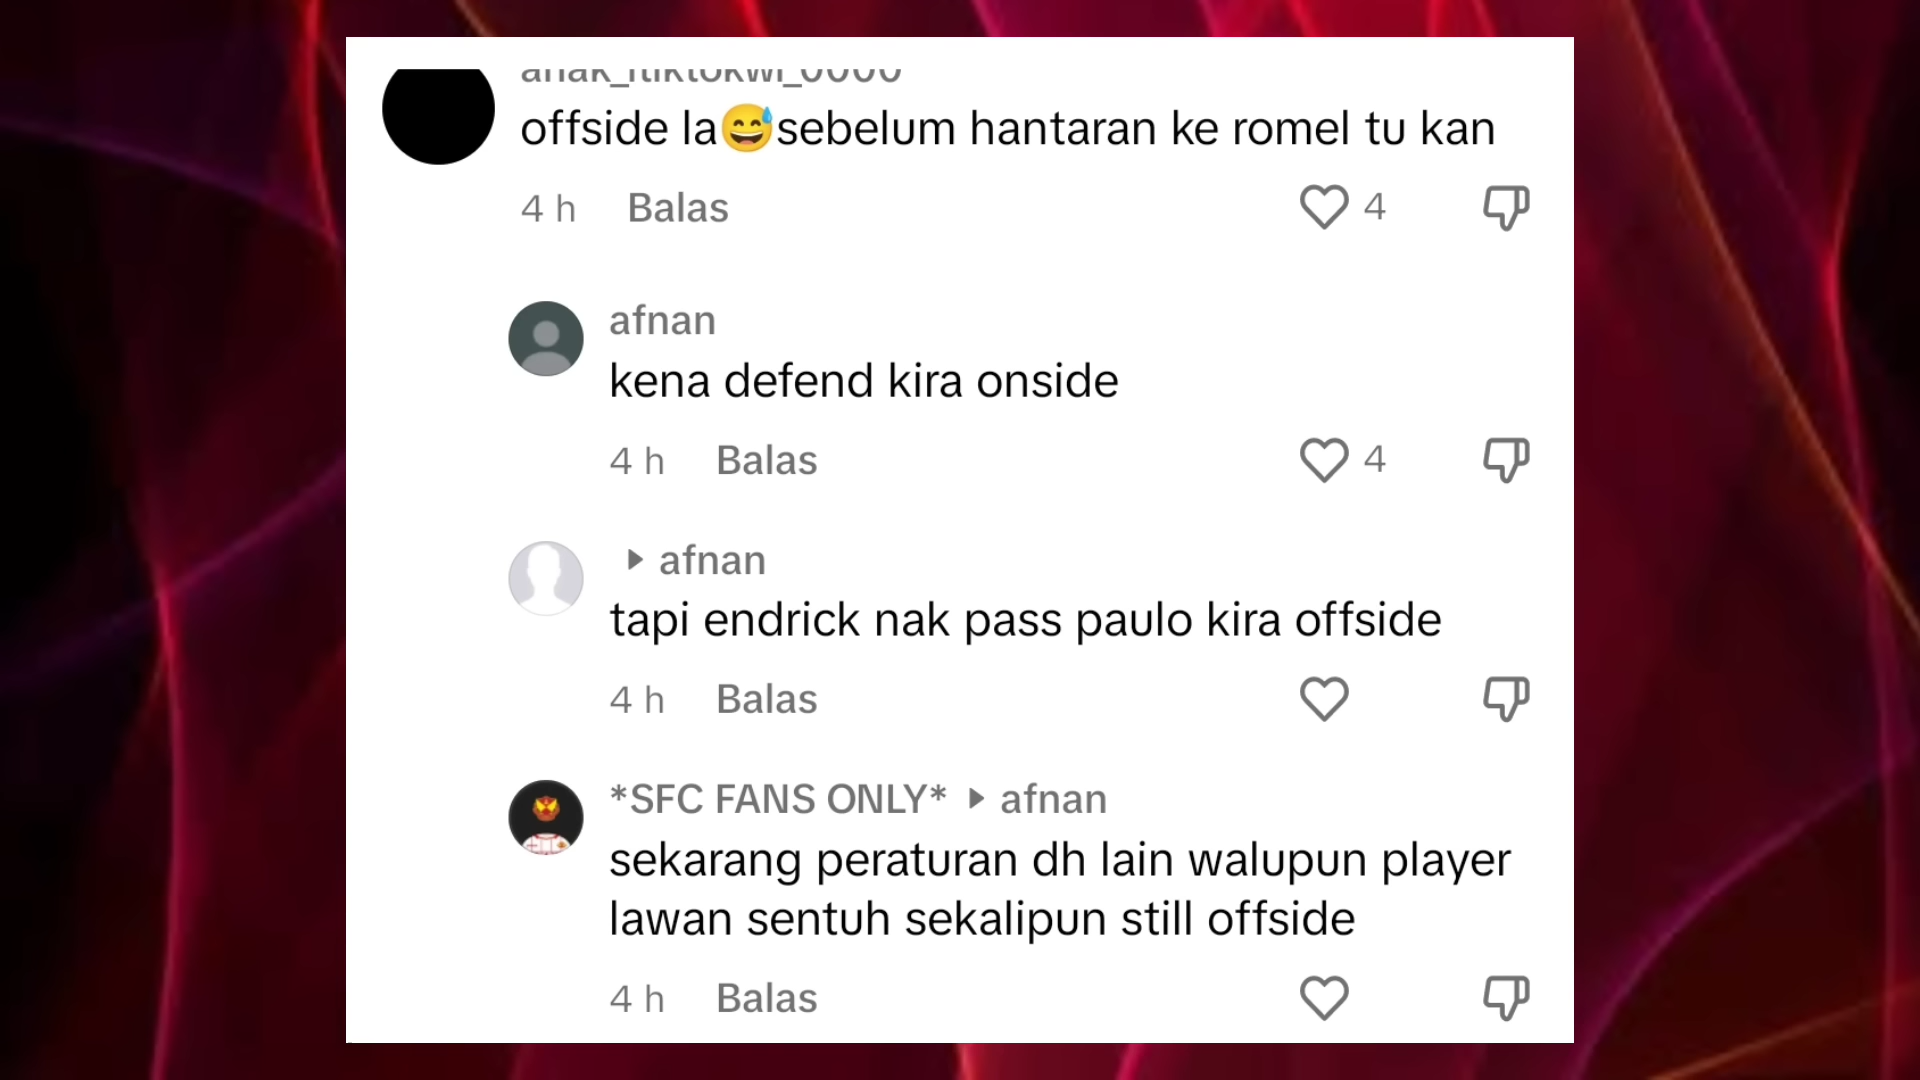 offside la😅sebelum hantaran ke romel tu kan
4 h Balas 4
afnan
kena defend kira onside
4 h Balas 4
afnan
tapi endrick nak pass paulo kira offside
4 h Balas
*SFC FANS ONLY* afnan
sekarang peraturan dh lain walupun player
lawan sentuh sekalipun still offside
4 h Balas